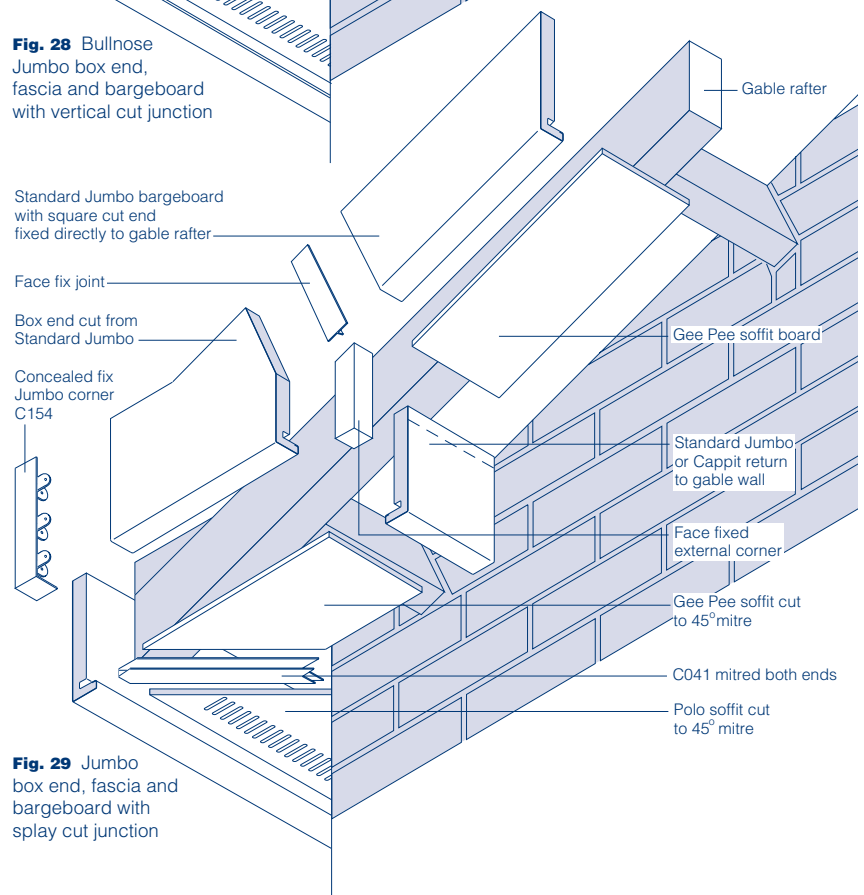 Fig. 28 Bullnose
Jumbo box end,
fascia and bargeboard
with vertical cut junction
Gable rafter
Standard Jumbo bargeboard
with square cut end
fixed directly to gable rafter
Face fix joint
Box end cut from
Standard Jumbo
Concealed fix
Jumbo corner
C154
Gee Pee soffit board
Standard Jumbo
or Cappit return
to gable wall
Face fixed
external corner
Gee Pee soffit cut
to 45° mitre
C041 mitred both ends
Polo soffit cut
to 45° mitre
Fig. 29 Jumbo
box end, fascia and
bargeboard with
splay cut junction